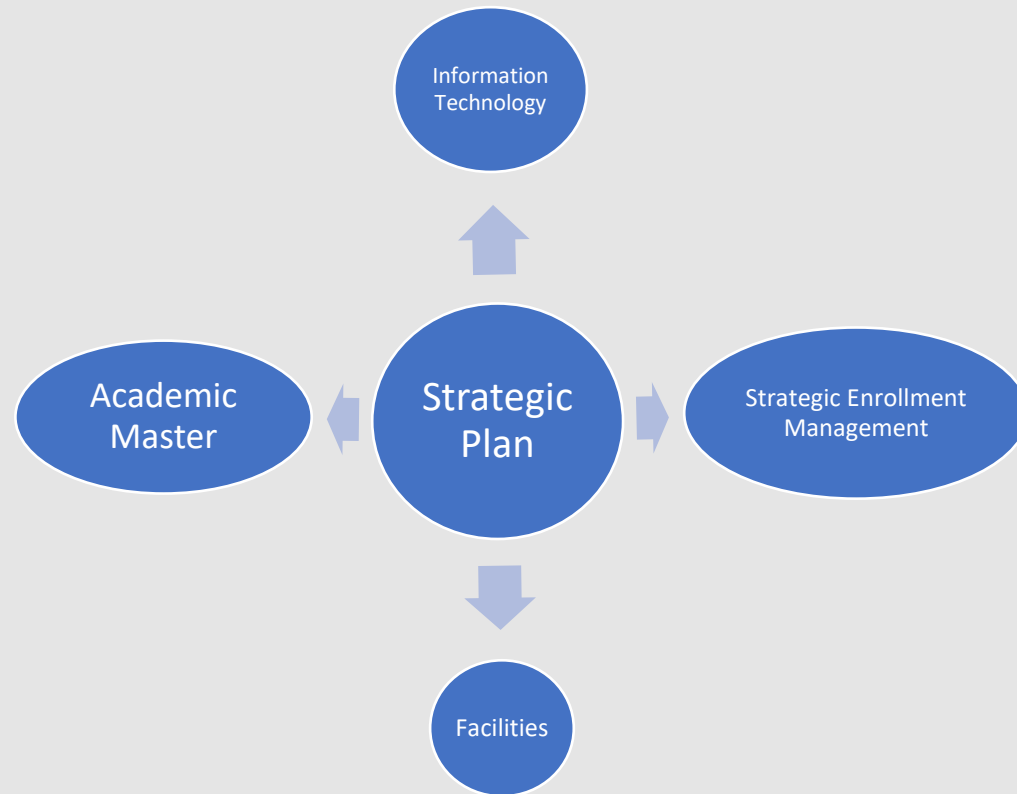 Information
Technology
Academic
Master
Strategic
Plan
Strategic Enrollment
Management
Facilities